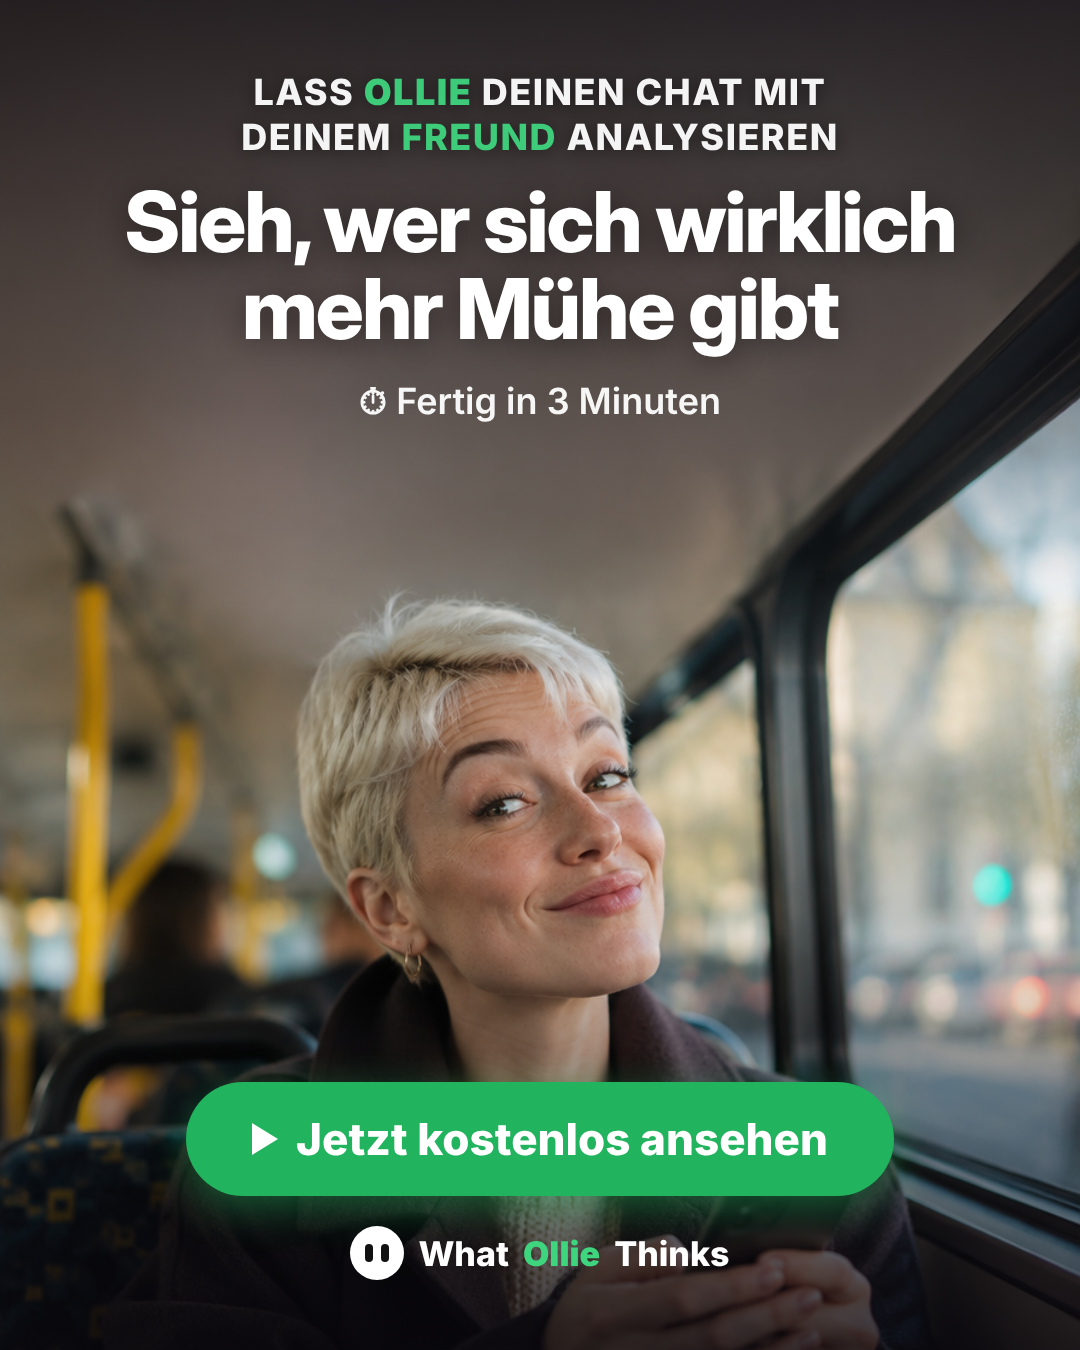 LASS OLLIE DEINEN CHAT MIT
DEINEM FREUND ANALYSIEREN
Sieh, wer sich wirklich
mehr Mühe gibt
⏱ Fertig in 3 Minuten
▶ Jetzt kostenlos ansehen
What Ollie Thinks